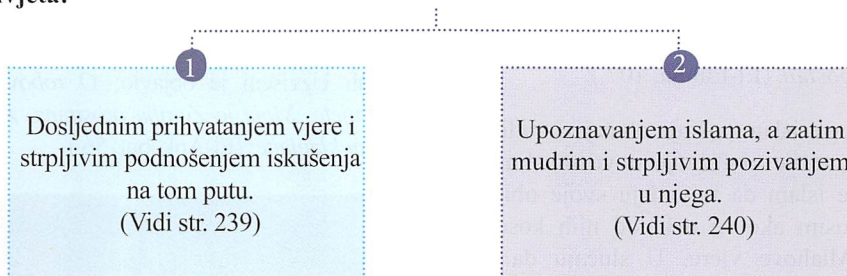 1
Dosljednim prihvatanjem vjere i
strpljivim podnošenjem iskušenja
na tom putu.
(Vidi str. 239)
2
Upoznavanjem islama, a zatim
mudrim i strpljivim pozivanjem
u njega.
(Vidi str. 240)